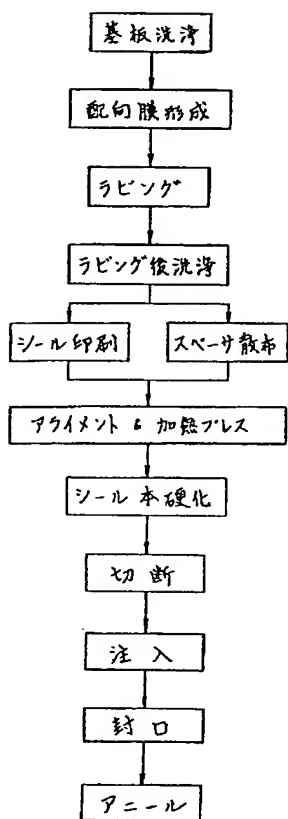 基板洗浄
配向膜形成
ラビング
ラビング後洗浄
シール印刷
スペーサ散布
アライメント & 加熱プレス
シール本硬化
切断
注入
封口
アニール